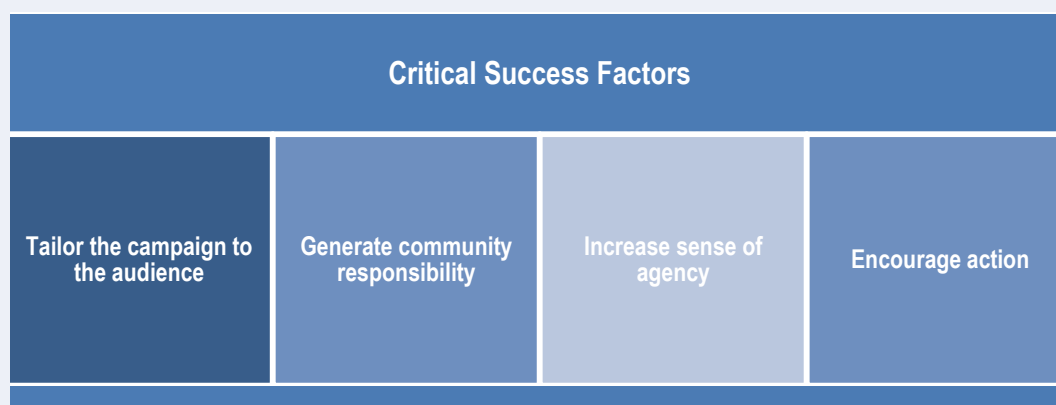 Critical Success Factors
Tailor the campaign to
the audience
Generate community
responsibility
Increase sense of
agency
Encourage action